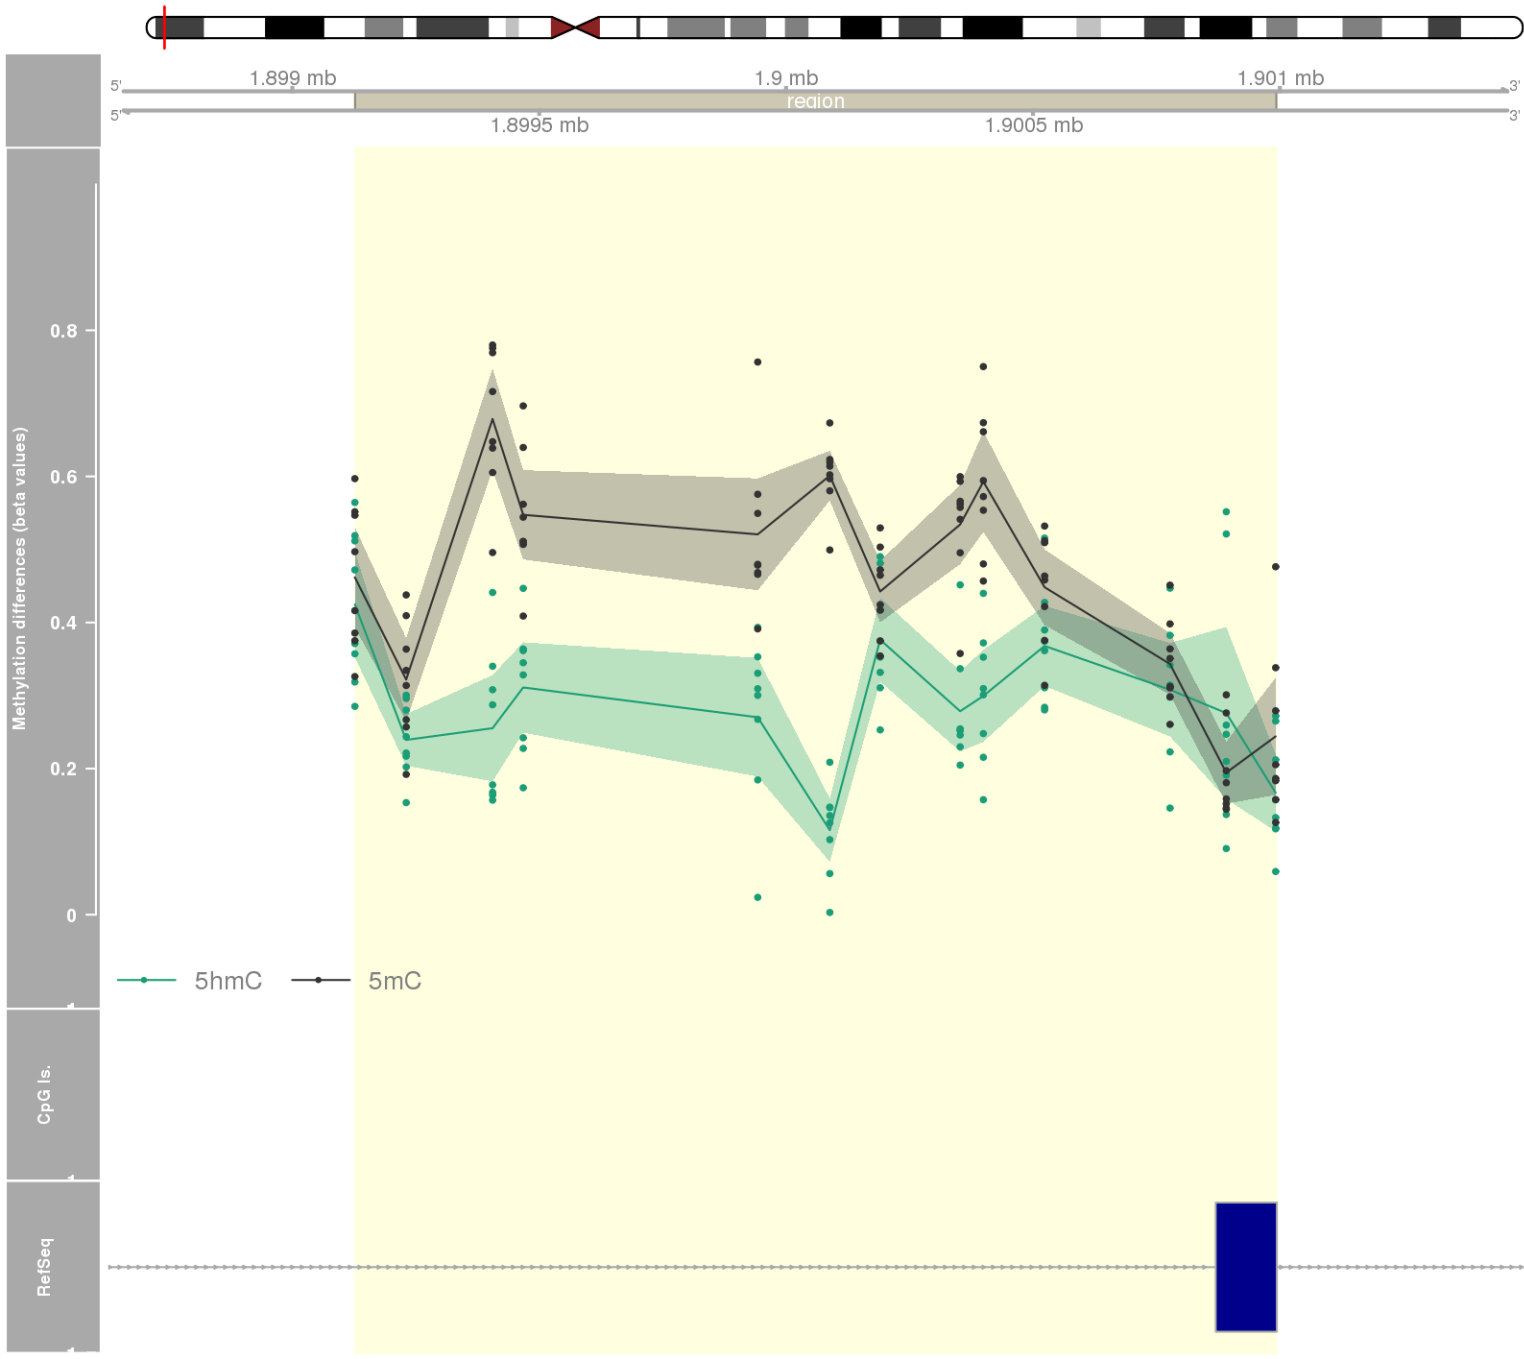 1.899 mb 1.9 mb 1.901 mb
5' 3'
region
5' 3'
1.8995 mb 1.9005 mb
Methylation differences (beta values)
0.8
0.6
0.4
0.2
0
5hmC 5mC
CpG Is.
RefSeq